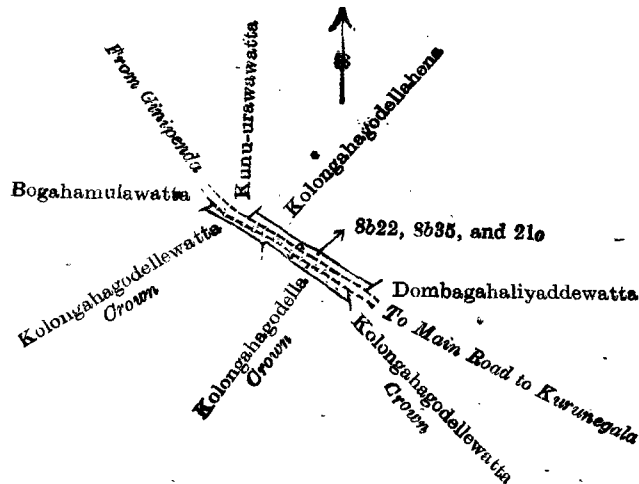 From Ginipenda
Kunu-urawawatta
Kolongahagodellahena
Bogahamulawatta
8b22, 8b35, and 21o
Kolongahagodellewatta
Crown
Dombagahaliyaddewatta
Kolongahagodella
Crown
To Main Road to Kurunegala
Kolongahagodellewatta
Crown